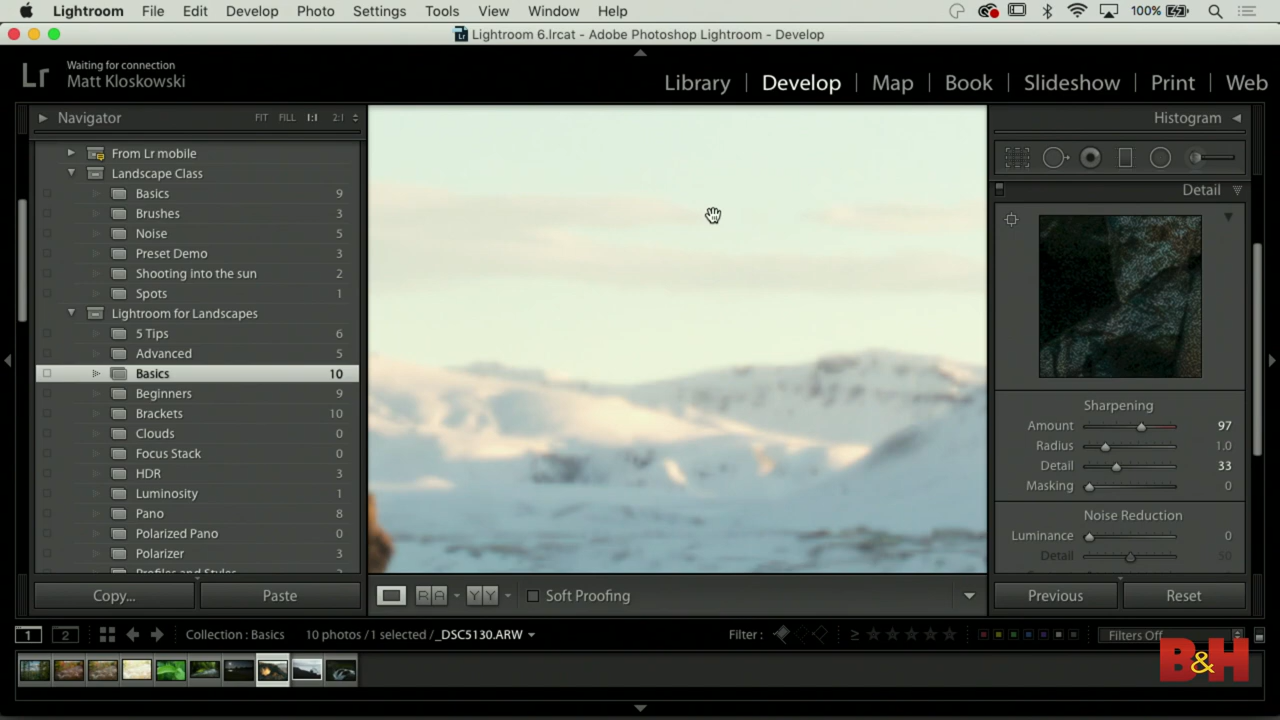 Lightroom File Edit Develop Photo Settings Tools View Window Help 100%
Lr Lightroom 6.lrcat - Adobe Photoshop Lightroom - Develop
Lr
Waiting for connection
Matt Kloskowski
Library | Develop | Map | Book | Slideshow | Print | Web
Navigator FIT FILL 1:1 2:1
From Lr mobile
Landscape Class
Basics 9
Brushes 3
Noise 5
Preset Demo 3
Shooting into the sun 2
Spots 1
Lightroom for Landscapes
5 Tips 6
Advanced 5
Basics 10
Beginners 9
Brackets 10
Clouds 0
Focus Stack 0
HDR 3
Luminosity 1
Pano 8
Polarized Pano 0
Polarizer 3
Profiles and Styles 2
Copy... Paste
R A Y Y Soft Proofing
Histogram
Detail
Sharpening
Amount 97
Radius 1.0
Detail 33
Masking 0
Noise Reduction
Luminance 0
Detail 50
Previous Reset
1 2 Collection : Basics 10 photos / 1 selected / _DSC5130.ARW Filter : ≥ Filters Off
B&H